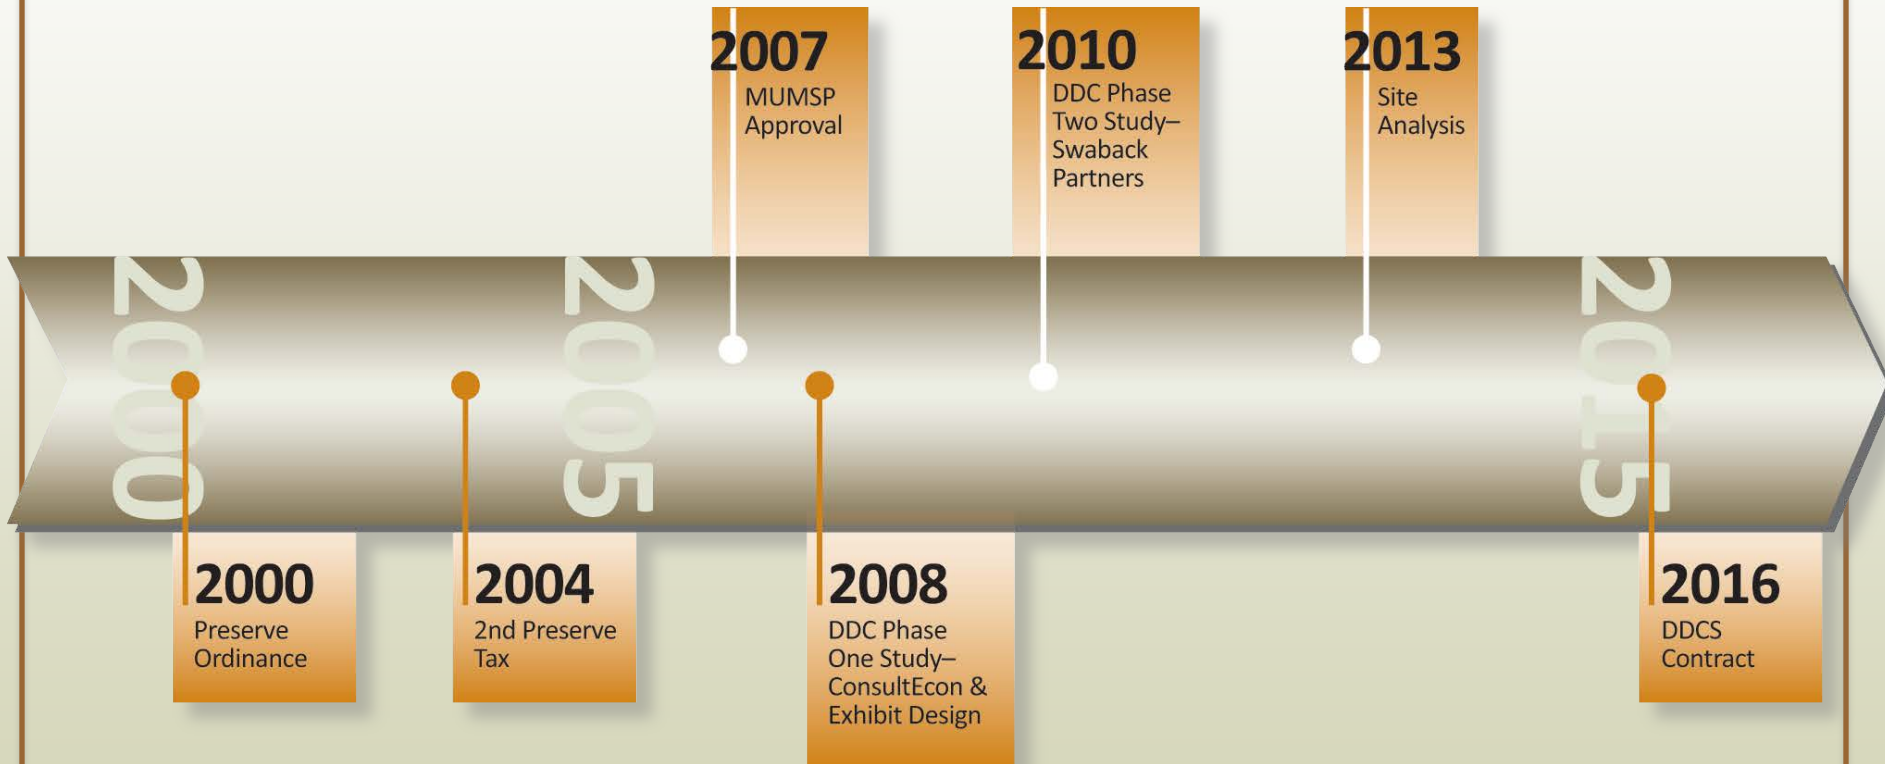 2007
MUMSP
Approval
2010
DDC Phase
Two Study–
Swaback
Partners
2013
Site
Analysis
2000
2005
2015
2000
Preserve
Ordinance
2004
2nd Preserve
Tax
2008
DDC Phase
One Study–
ConsultEcon &
Exhibit Design
2016
DDCS
Contract